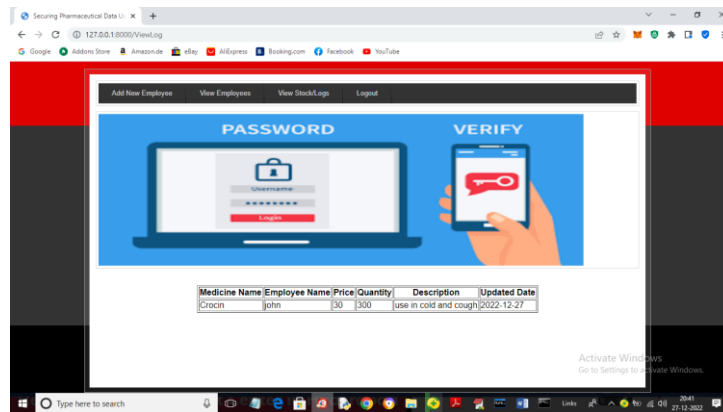 Securing Pharmaceutical Data U
127.0.0.1:8000/ViewLog
Google Addons Store Amazon.de eBay AliExpress Booking.com Facebook YouTube
Add New Employee View Employees View Stock/Logs Logout
PASSWORD VERIFY
Username
Login
Medicine Name Employee Name Price Quantity Description Updated Date
Crocin john 30 300 use in cold and cough 2022-12-27
Activate Windows
Go to Settings to activate Windows.
Type here to search Links 20:41
27-12-2022